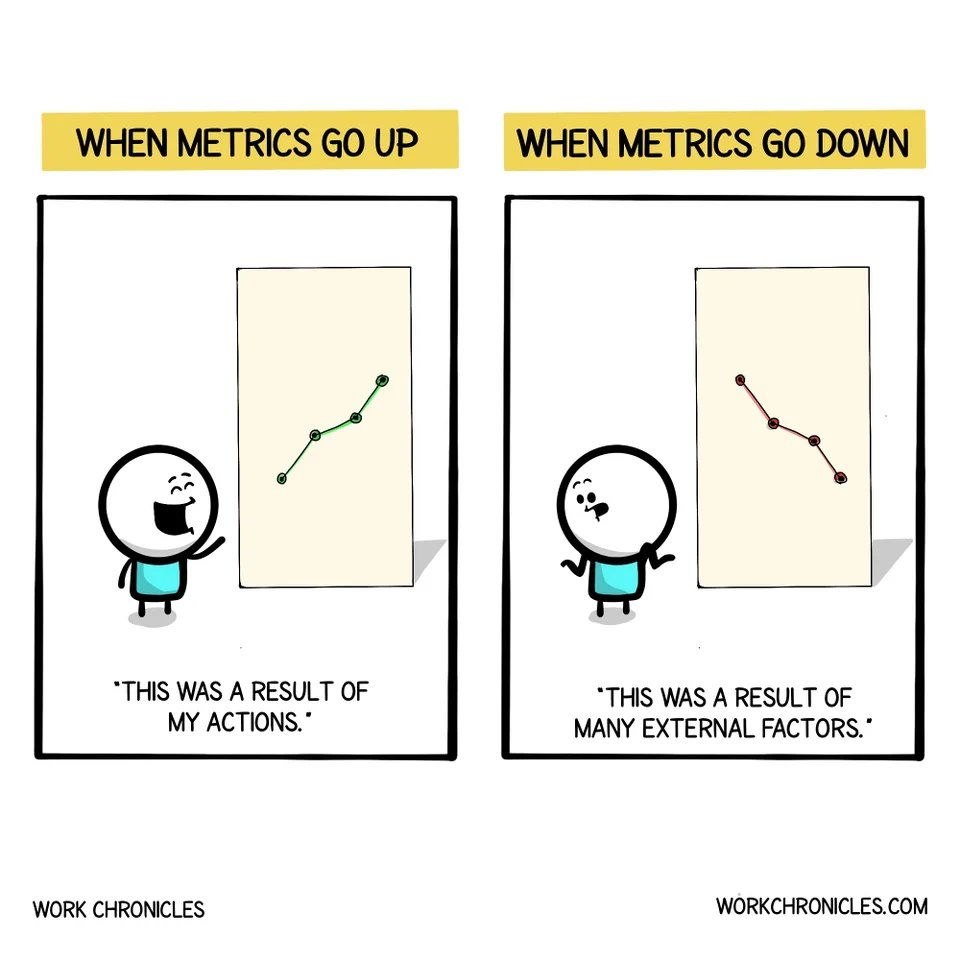 WHEN METRICS GO UP
WHEN METRICS GO DOWN
"THIS WAS A RESULT OF
MY ACTIONS."
"THIS WAS A RESULT OF
MANY EXTERNAL FACTORS."
WORK CHRONICLES
WORKCHRONICLES.COM